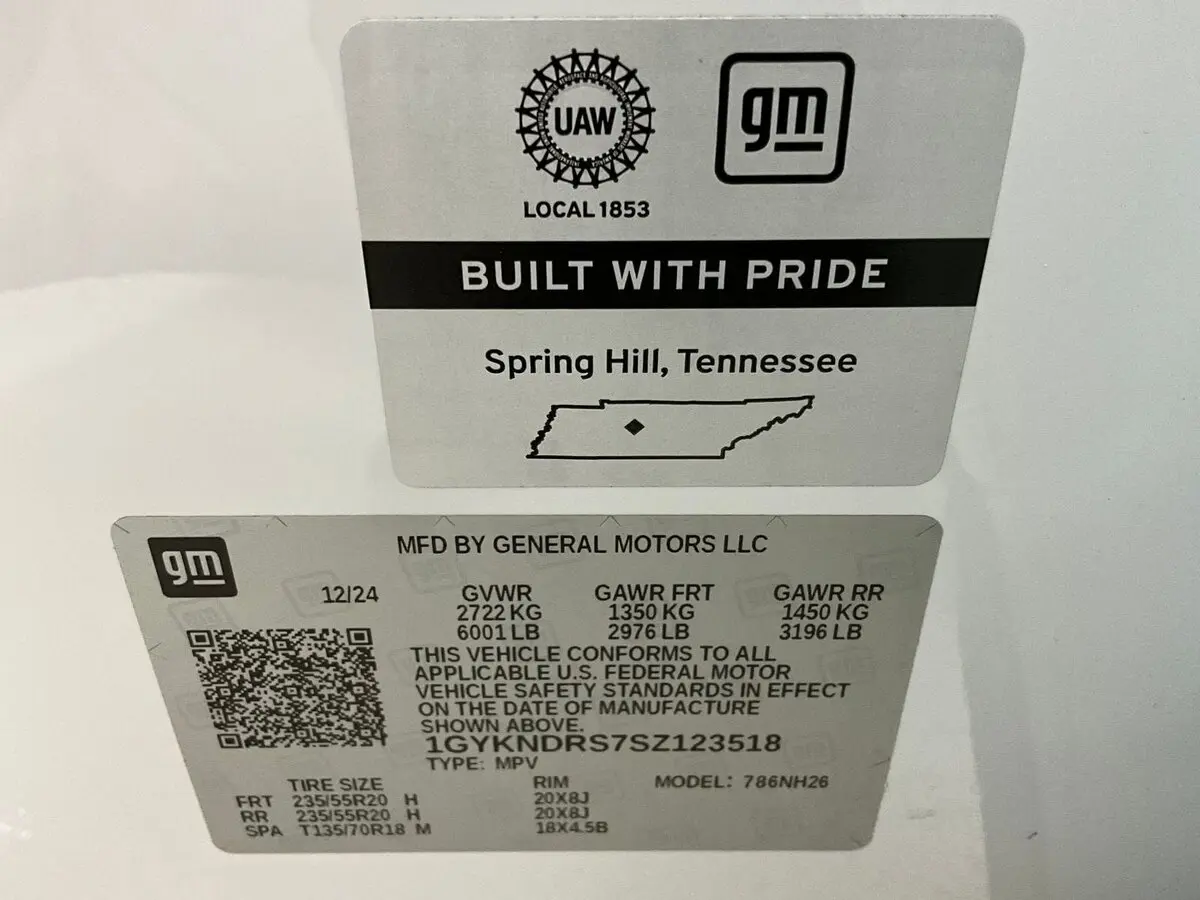 UAW
gm
LOCAL 1853
BUILT WITH PRIDE
Spring Hill, Tennessee
gm
MFD BY GENERAL MOTORS LLC
12/24 GVWR GAWR FRT GAWR RR
2722 KG 1350 KG 1450 KG
6001 LB 2976 LB 3196 LB
THIS VEHICLE CONFORMS TO ALL
APPLICABLE U.S. FEDERAL MOTOR
VEHICLE SAFETY STANDARDS IN EFFECT
ON THE DATE OF MANUFACTURE
SHOWN ABOVE.
1GYKNDRS7SZ123518
TYPE: MPV
TIRE SIZE RIM MODEL: 786NH26
FRT 235/55R20 H 20X8J
RR 235/55R20 H 20X8J
SPA T135/70R18 M 18X4.5B